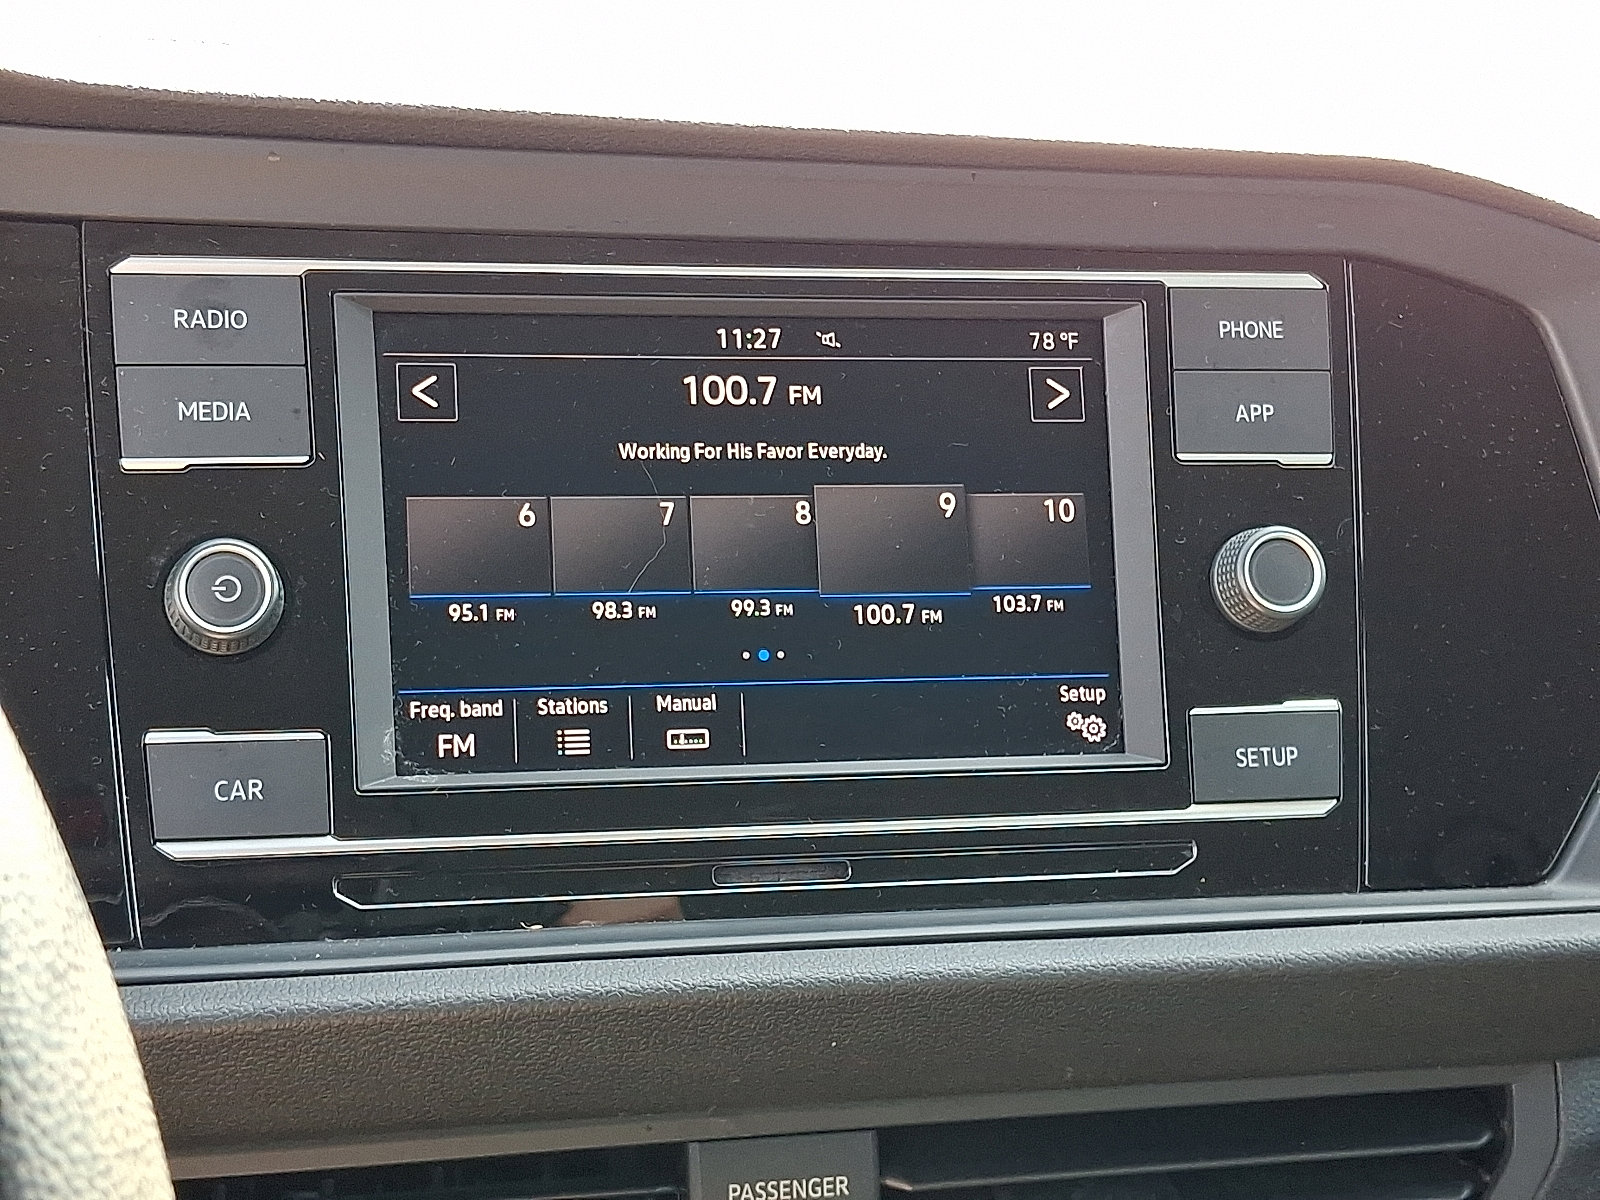 RADIO
MEDIA
CAR
11:27
78 °F
<
100.7 FM
>
Working For His Favor Everyday.
6
7
8
9
10
95.1 FM
98.3 FM
99.3 FM
100.7 FM
103.7 FM
Freq. band
FM
Stations
Manual
Setup
PHONE
APP
SETUP
PASSENGER